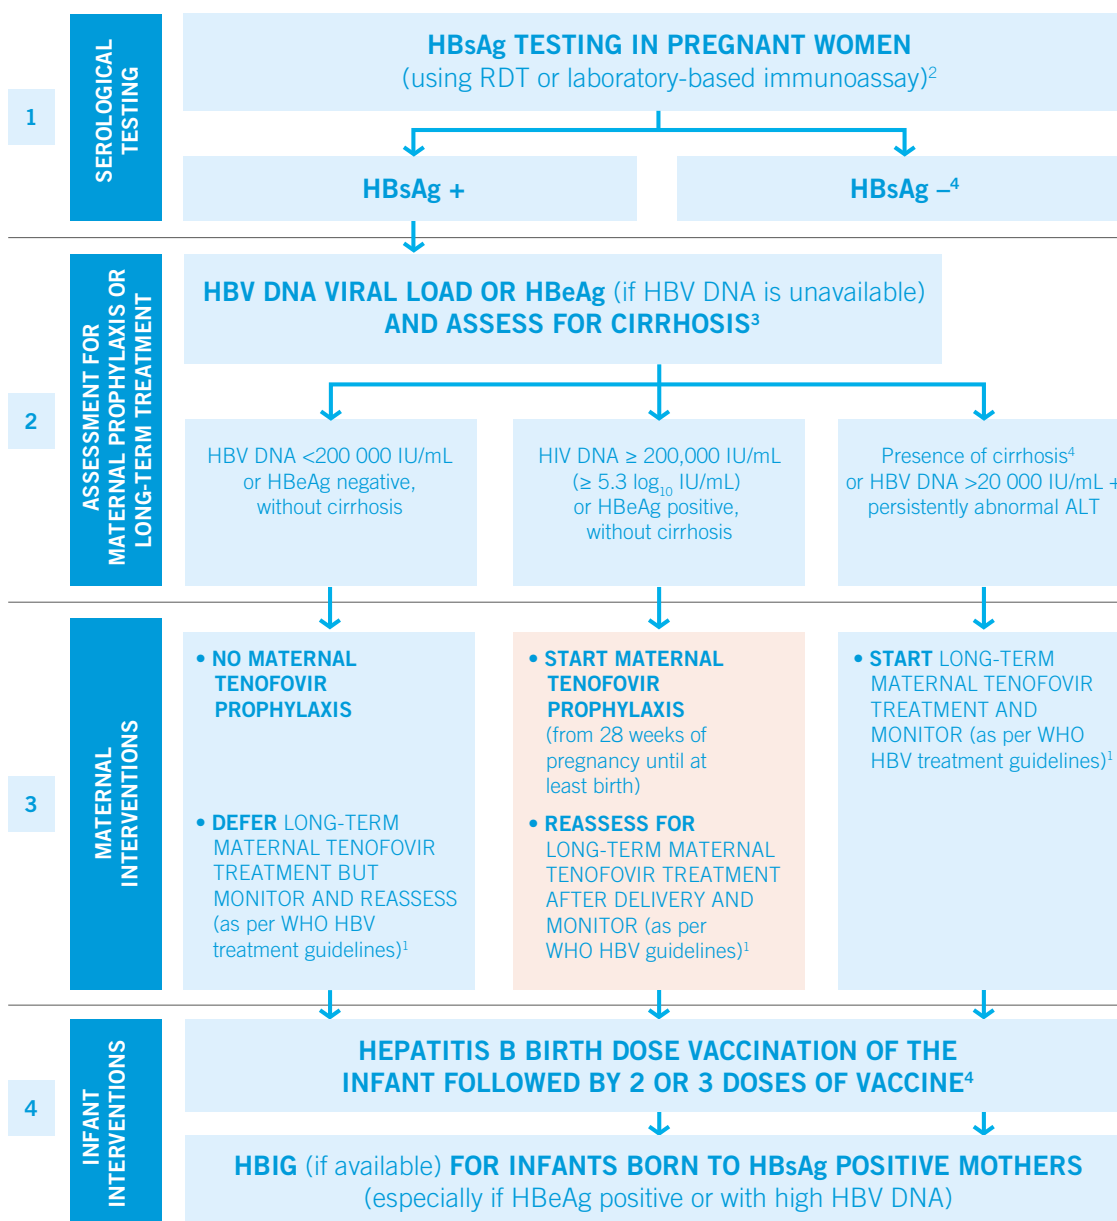 1
SEROLOGICAL
TESTING
HBsAg TESTING IN PREGNANT WOMEN
(using RDT or laboratory-based immunoassay)²
HBsAg +
HBsAg –⁴
2
ASSESSMENT FOR
MATERNAL PROPHYLAXIS OR
LONG-TERM TREATMENT
HBV DNA VIRAL LOAD OR HBeAg (if HBV DNA is unavailable)
AND ASSESS FOR CIRRHOSIS³
HBV DNA <200 000 IU/mL
or HBeAg negative,
without cirrhosis
HIV DNA ≥ 200,000 IU/mL
(≥ 5.3 log₁₀ IU/mL)
or HBeAg positive,
without cirrhosis
Presence of cirrhosis⁴
or HBV DNA >20 000 IU/mL +
persistently abnormal ALT
3
MATERNAL
INTERVENTIONS
• NO MATERNAL
TENOFOVIR
PROPHYLAXIS
• DEFER LONG-TERM
MATERNAL TENOFOVIR
TREATMENT BUT
MONITOR AND REASSESS
(as per WHO HBV
treatment guidelines)¹
• START MATERNAL
TENOFOVIR
PROPHYLAXIS
(from 28 weeks of
pregnancy until at
least birth)
• REASSESS FOR
LONG-TERM MATERNAL
TENOFOVIR TREATMENT
AFTER DELIVERY AND
MONITOR (as per
WHO HBV guidelines)¹
• START LONG-TERM
MATERNAL TENOFOVIR
TREATMENT AND
MONITOR (as per WHO
HBV treatment guidelines)¹
4
INFANT
INTERVENTIONS
HEPATITIS B BIRTH DOSE VACCINATION OF THE
INFANT FOLLOWED BY 2 OR 3 DOSES OF VACCINE⁴
HBIG (if available) FOR INFANTS BORN TO HBsAg POSITIVE MOTHERS
(especially if HBeAg positive or with high HBV DNA)